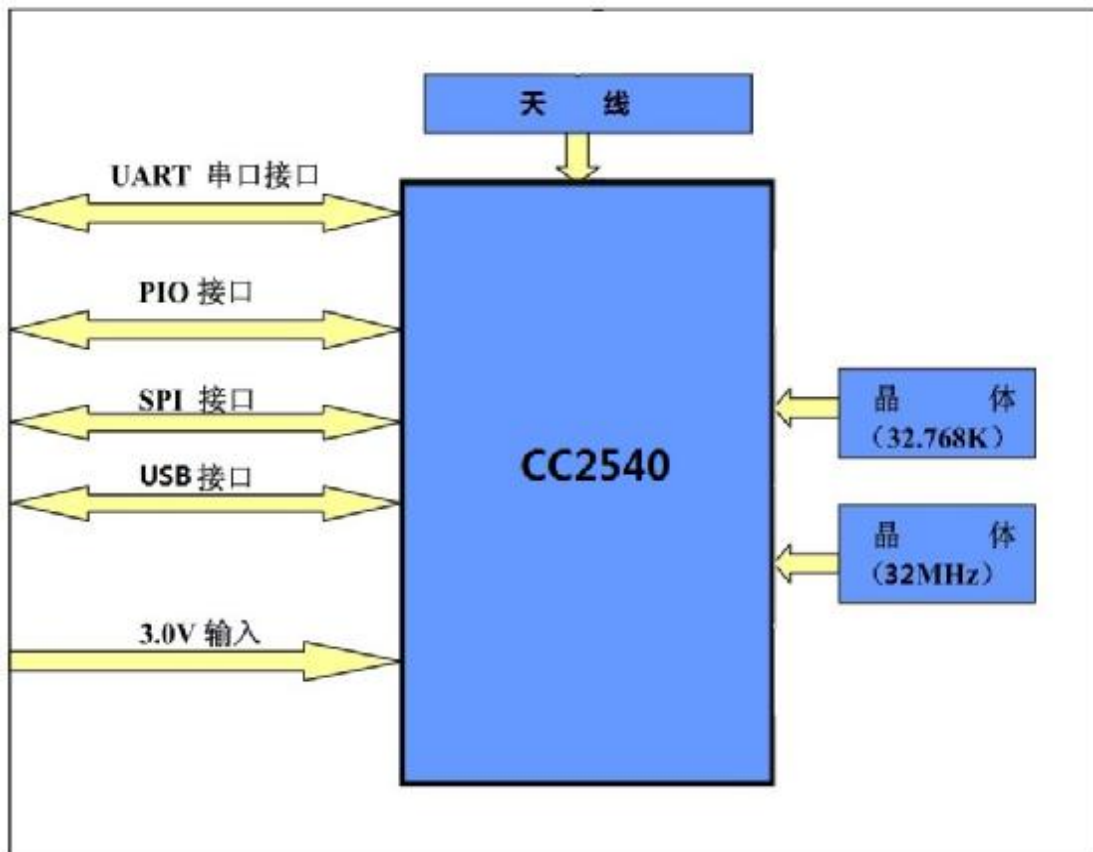 天 线
UART 串口接口
PIO 接口
SPI 接口
USB 接口
3.0V 输入
CC2540
晶 体
（32.768K）
晶 体
（32MHz）